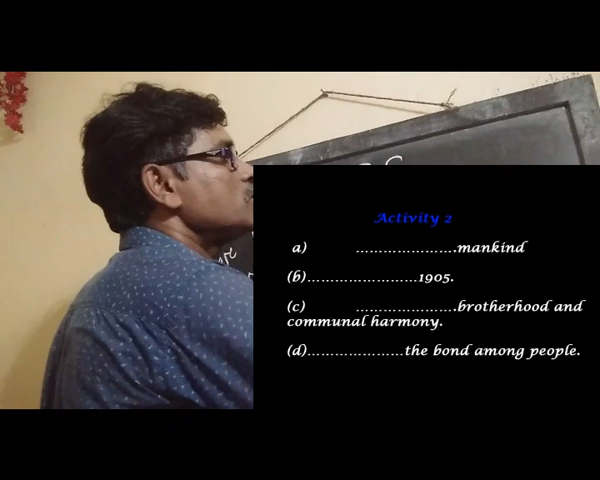 Activity 2
a) ......................mankind
(b)........................1905.
(c) ......................brotherhood and
communal harmony.
(d).....................the bond among people.